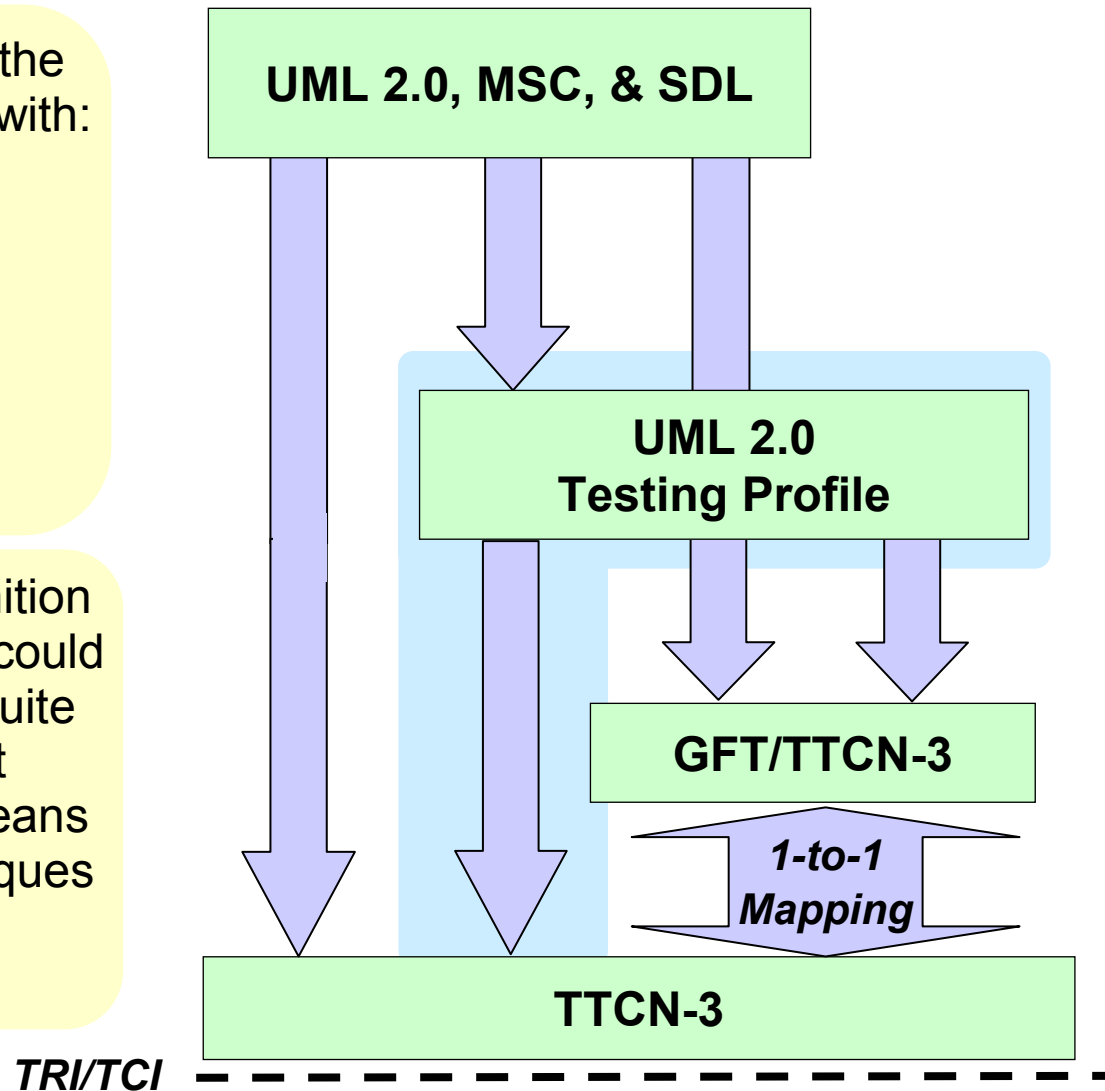 the
with:
UML 2.0, MSC, & SDL
UML 2.0
Testing Profile
nition
could
uite
t
eans
ques
GFT/TTCN-3
1-to-1
Mapping
TTCN-3
TRI/TCI